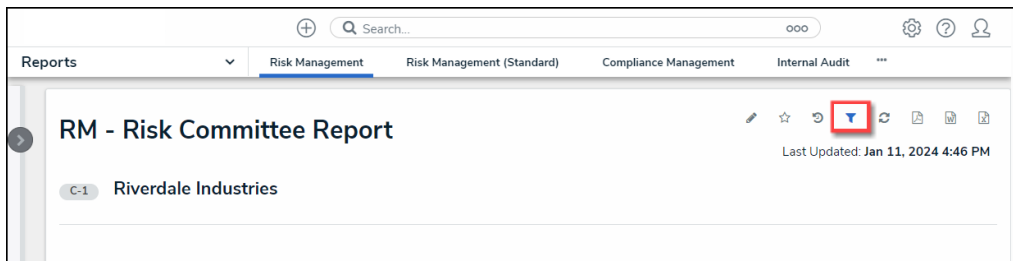 Search...
Reports Risk Management Risk Management (Standard) Compliance Management Internal Audit
RM - Risk Committee Report
Last Updated: Jan 11, 2024 4:46 PM
C-1 Riverdale Industries